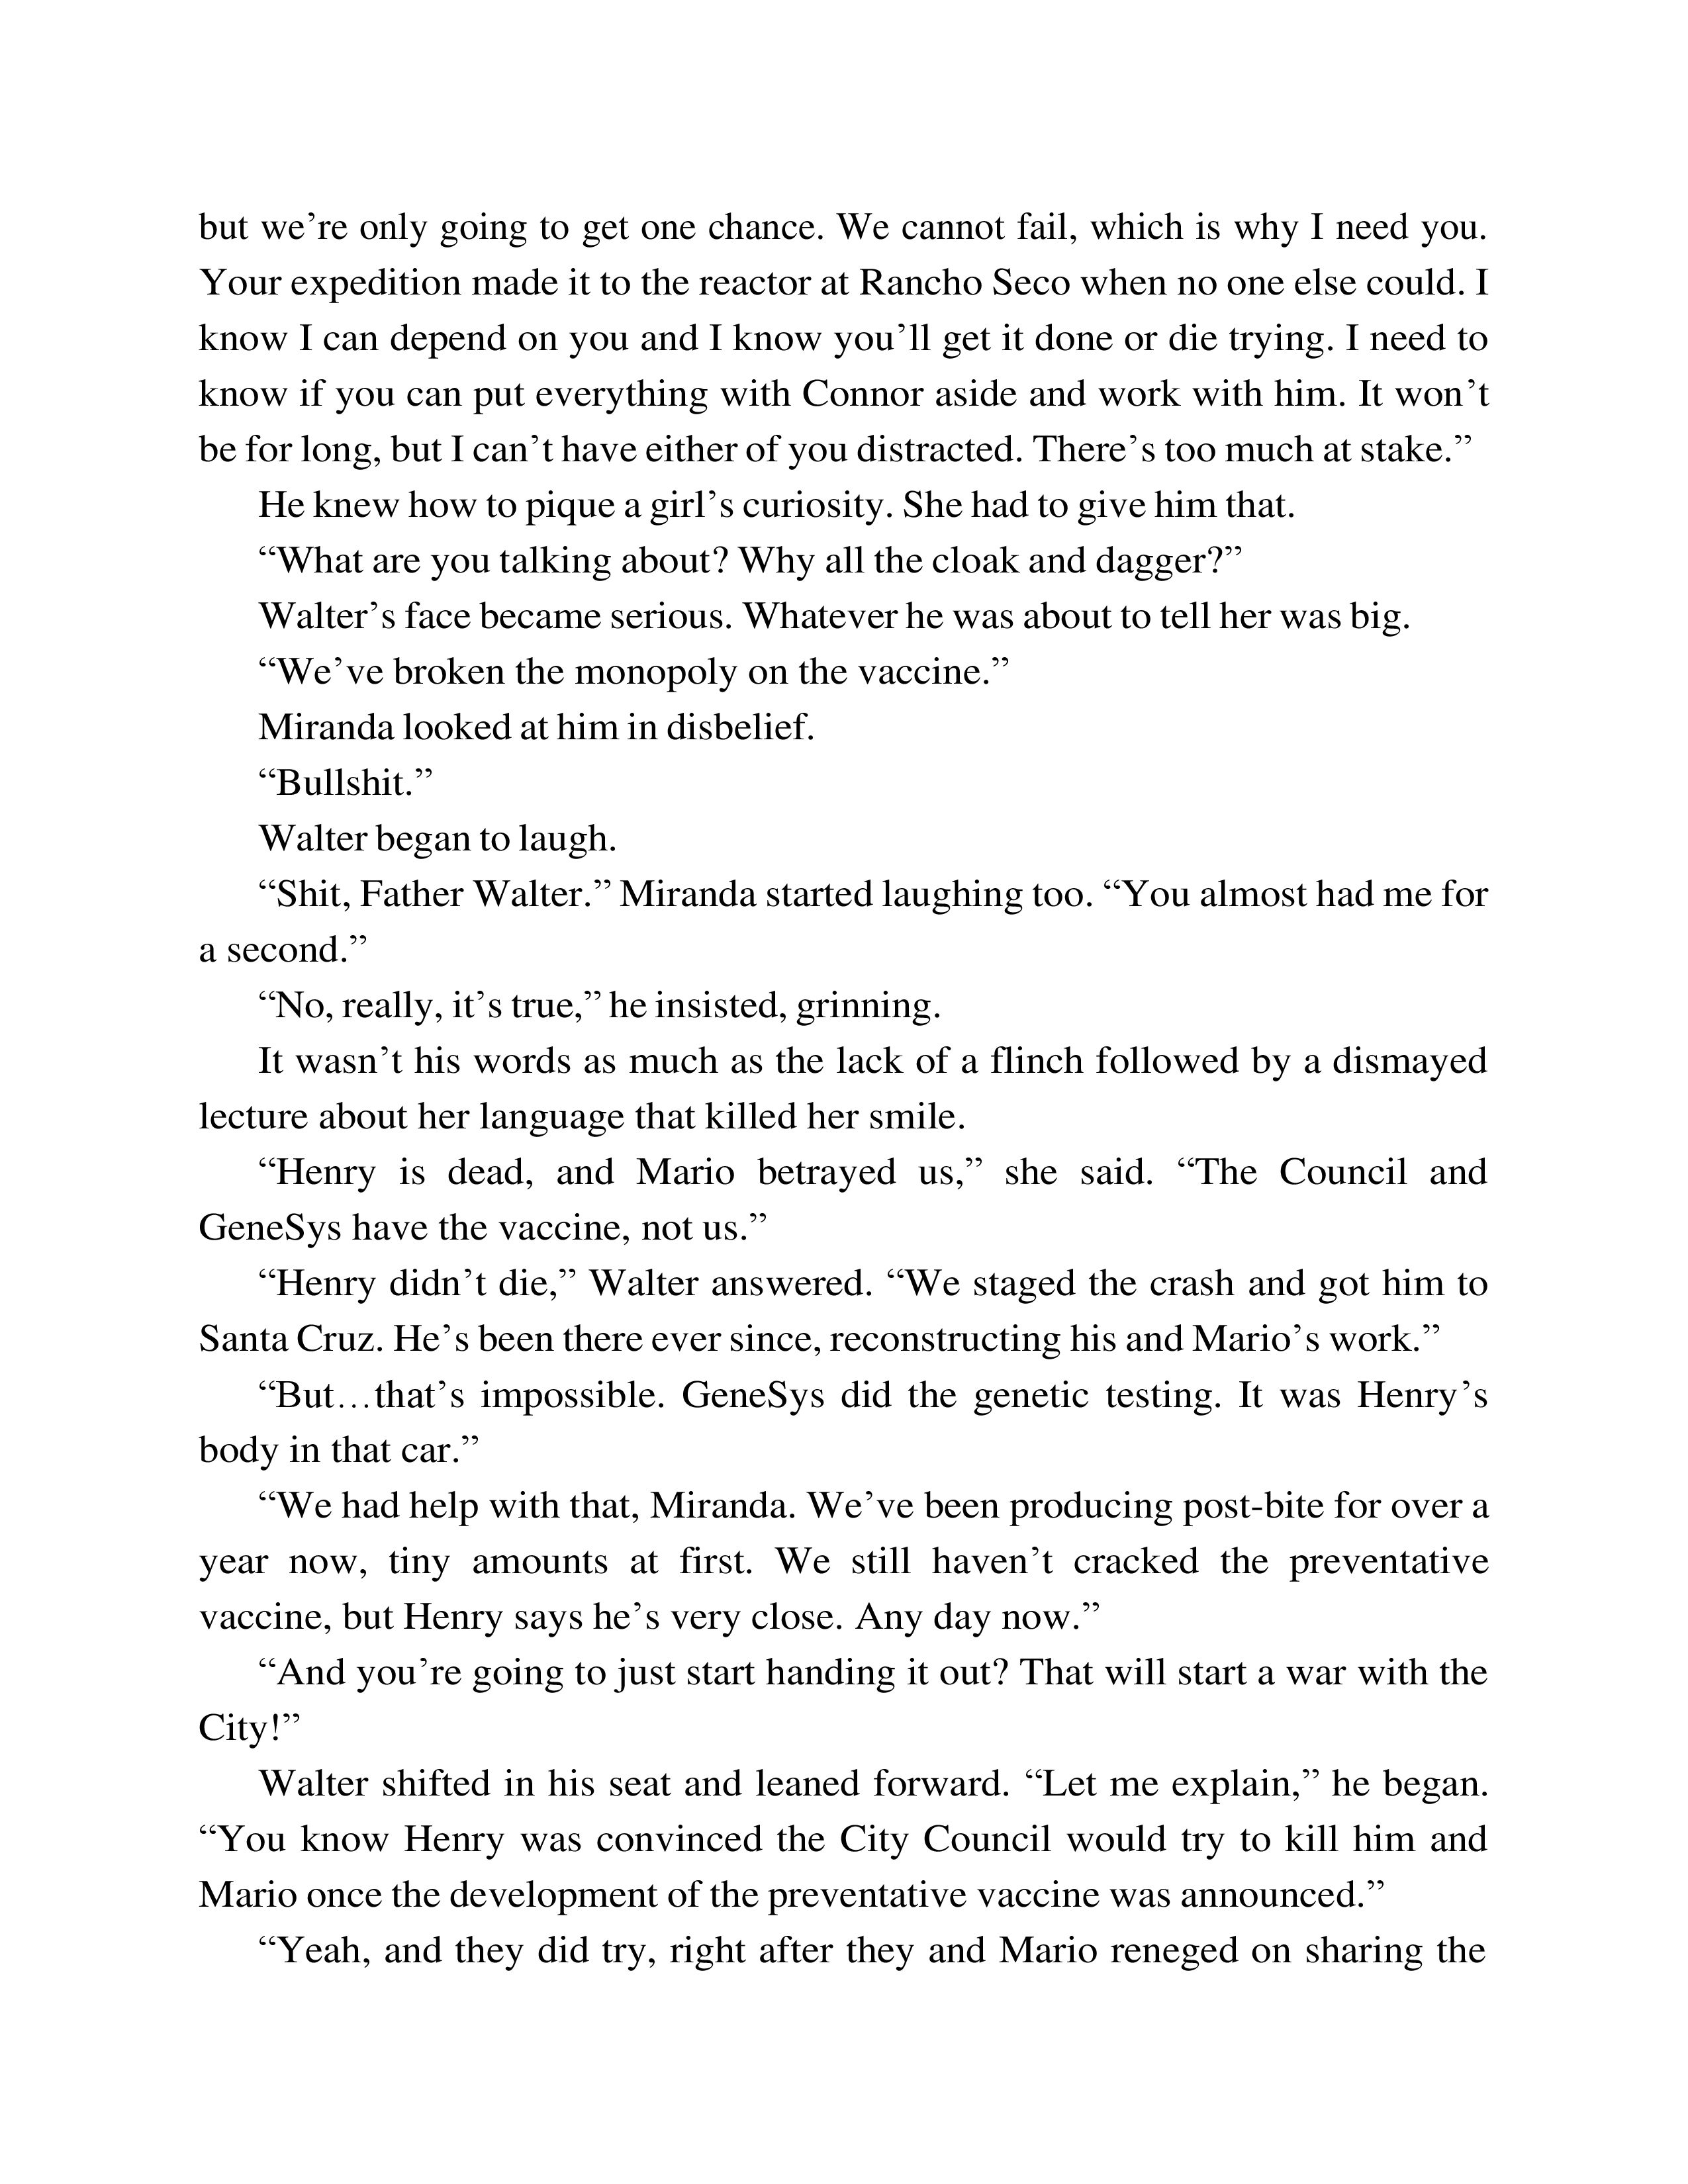 but we’re only going to get one chance. We cannot fail, which is why I need you.
Your expedition made it to the reactor at Rancho Seco when no one else could. I
know I can depend on you and I know you’ll get it done or die trying. I need to
know if you can put everything with Connor aside and work with him. It won’t
be for long, but I can’t have either of you distracted. There’s too much at stake.”
He knew how to pique a girl’s curiosity. She had to give him that.
“What are you talking about? Why all the cloak and dagger?”
Walter’s face became serious. Whatever he was about to tell her was big.
“We’ve broken the monopoly on the vaccine.”
Miranda looked at him in disbelief.
“Bullshit.”
Walter began to laugh.
“Shit, Father Walter.” Miranda started laughing too. “You almost had me for
a second.”
“No, really, it’s true,” he insisted, grinning.
It wasn’t his words as much as the lack of a flinch followed by a dismayed
lecture about her language that killed her smile.
“Henry is dead, and Mario betrayed us,” she said. “The Council and
GeneSys have the vaccine, not us.”
“Henry didn’t die,” Walter answered. “We staged the crash and got him to
Santa Cruz. He’s been there ever since, reconstructing his and Mario’s work.”
“But…that’s impossible. GeneSys did the genetic testing. It was Henry’s
body in that car.”
“We had help with that, Miranda. We’ve been producing post-bite for over a
year now, tiny amounts at first. We still haven’t cracked the preventative
vaccine, but Henry says he’s very close. Any day now.”
“And you’re going to just start handing it out? That will start a war with the
City!”
Walter shifted in his seat and leaned forward. “Let me explain,” he began.
“You know Henry was convinced the City Council would try to kill him and
Mario once the development of the preventative vaccine was announced.”
“Yeah, and they did try, right after they and Mario reneged on sharing the